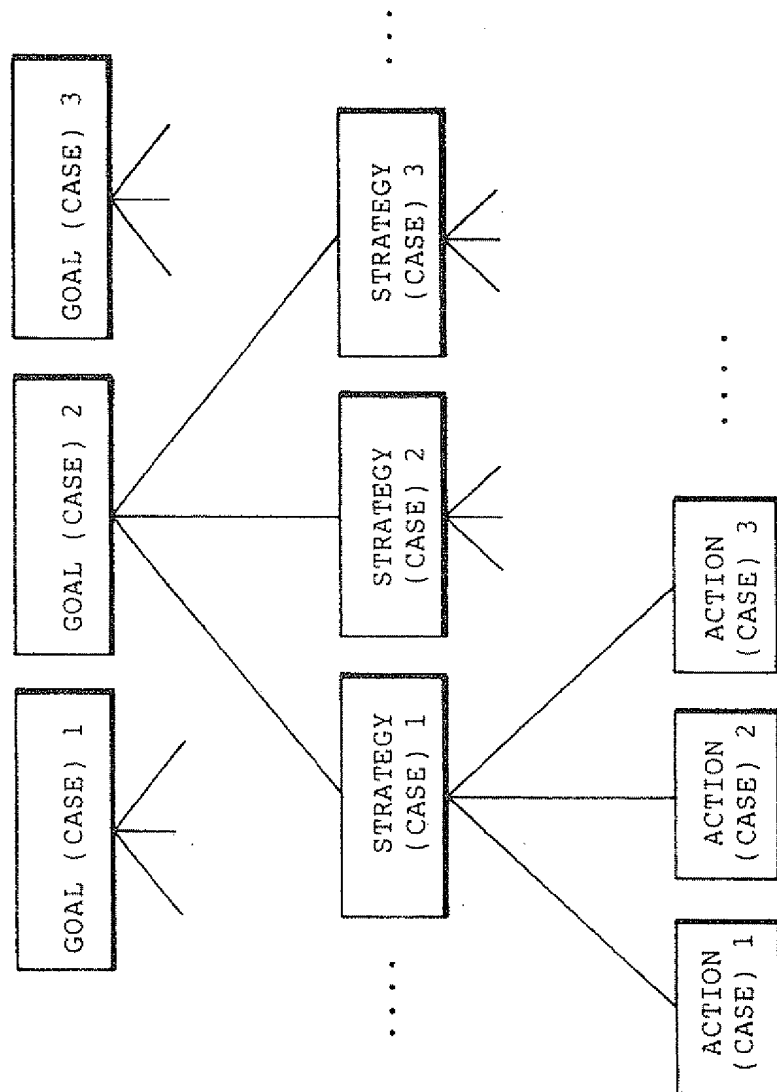 GOAL (CASE) 1
GOAL (CASE) 2
GOAL (CASE) 3
....
STRATEGY
(CASE) 1
STRATEGY
(CASE) 2
STRATEGY
(CASE) 3
...
ACTION
(CASE) 1
ACTION
(CASE) 2
ACTION
(CASE) 3
....